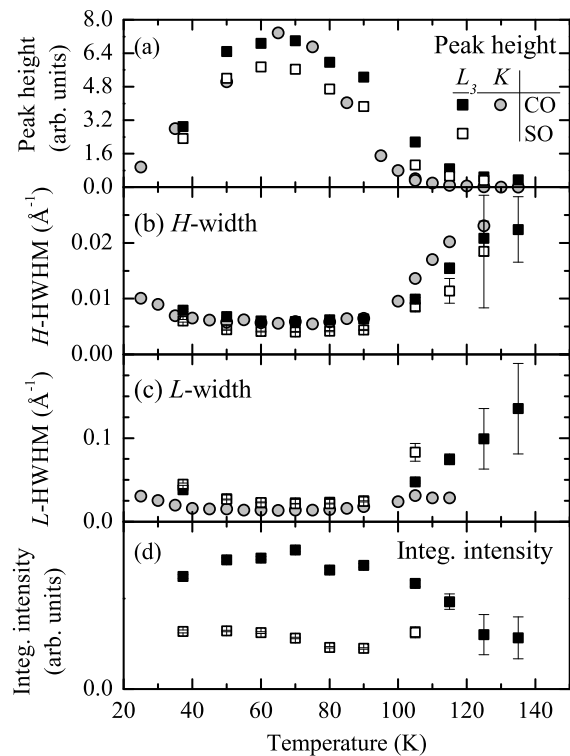 (a) Peak height
L₃ K
CO
SO
8.0
6.4
4.8
3.2
1.6
0.0
Peak height
(arb. units)
(b) H-width
0.02
0.01
0.00
H-HWHM (Å⁻¹)
(c) L-width
0.1
0.0
L-HWHM (Å⁻¹)
(d) Integ. intensity
0.0
Integ. intensity
(arb. units)
20 40 60 80 100 120 140
Temperature (K)